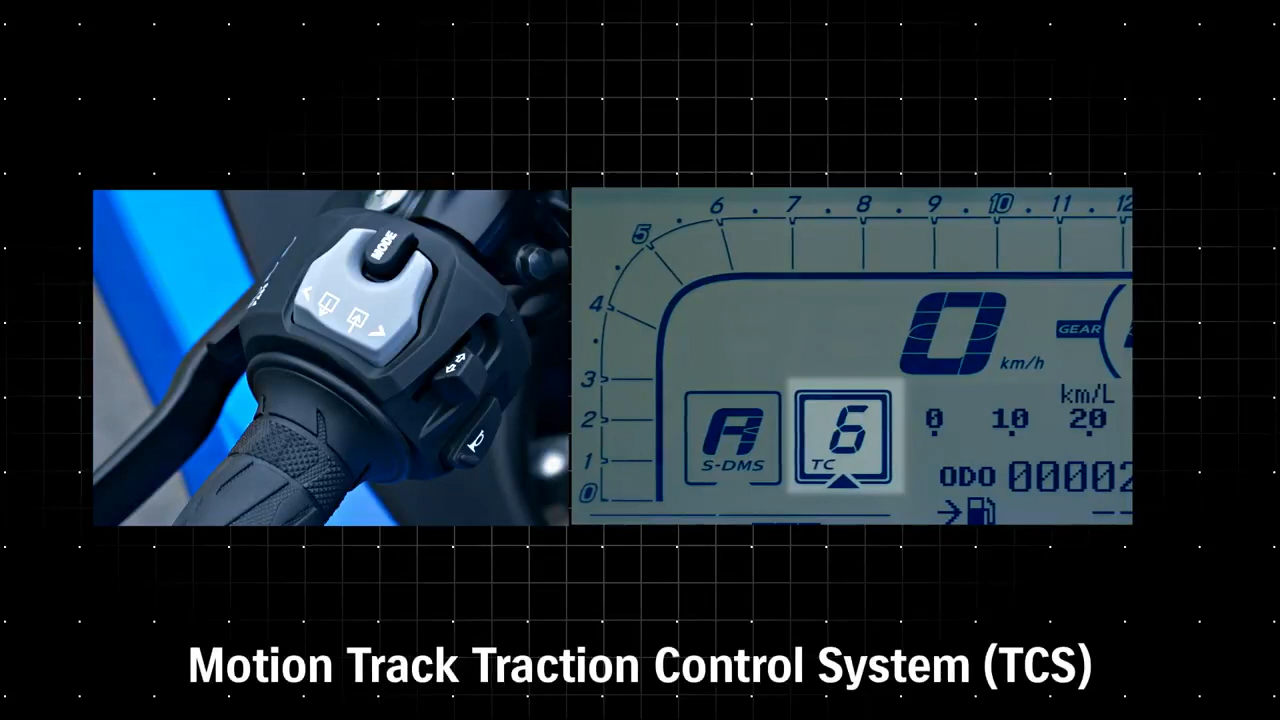 MODE
5 6 7 8 9 10 11 12
4
3
2
1
0
0 km/h
GEAR
A
S-DMS
6
TC
km/L
0 10 20
ODO 00002
Motion Track Traction Control System (TCS)